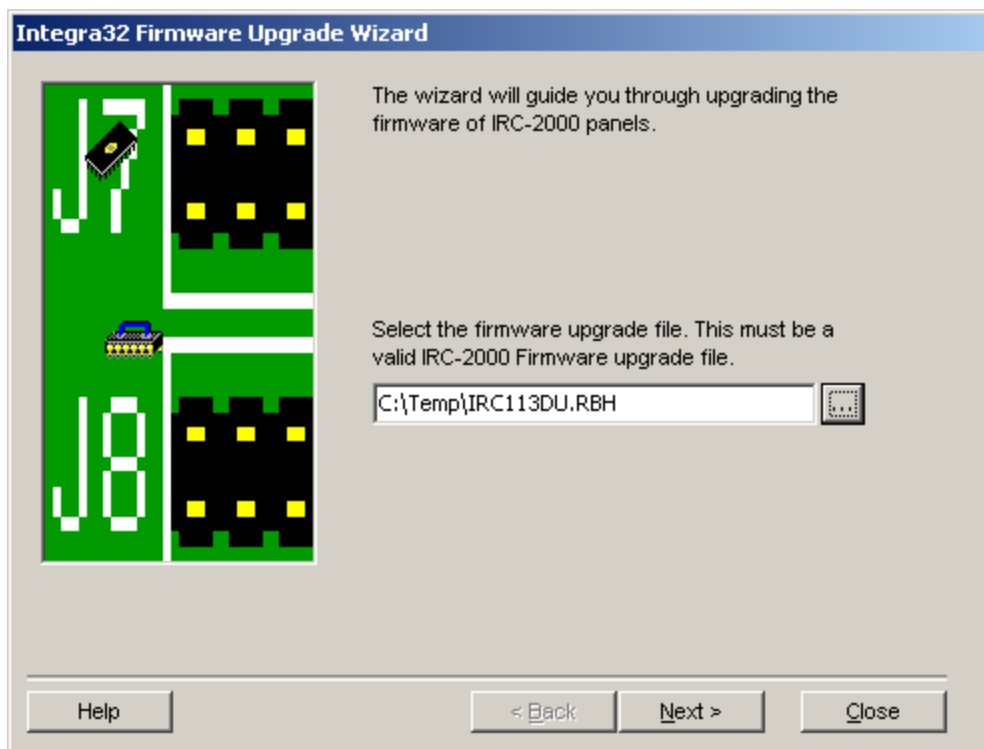 Integra32 Firmware Upgrade Wizard
The wizard will guide you through upgrading the
firmware of IRC-2000 panels.
J7
Select the firmware upgrade file. This must be a
valid IRC-2000 Firmware upgrade file.
C:\Temp\IRC113DU.RBH
...
J8
Help
< Back
Next >
Close